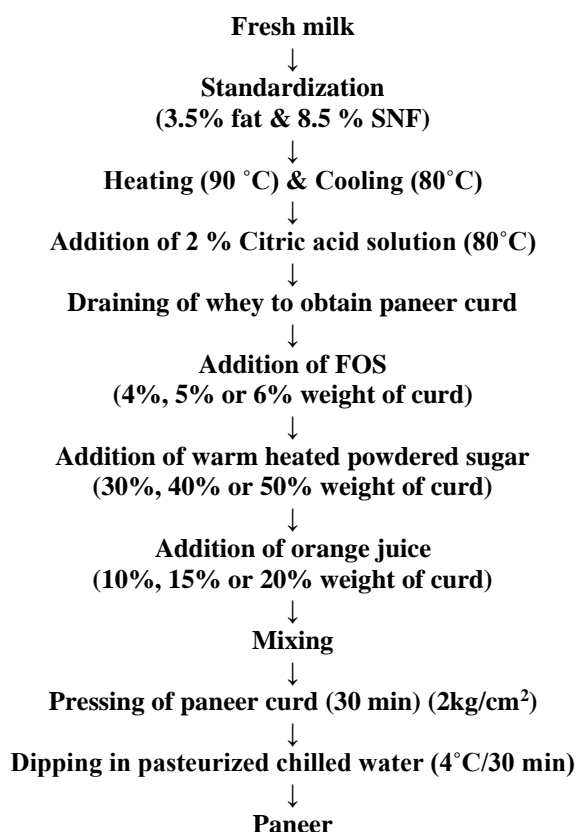 Fresh milk
↓
Standardization
(3.5% fat & 8.5 % SNF)
↓
Heating (90 ˚C) & Cooling (80˚C)
↓
Addition of 2 % Citric acid solution (80˚C)
↓
Draining of whey to obtain paneer curd
↓
Addition of FOS
(4%, 5% or 6% weight of curd)
↓
Addition of warm heated powdered sugar
(30%, 40% or 50% weight of curd)
↓
Addition of orange juice
(10%, 15% or 20% weight of curd)
↓
Mixing
↓
Pressing of paneer curd (30 min) (2kg/cm²)
↓
Dipping in pasteurized chilled water (4˚C/30 min)
↓
Paneer